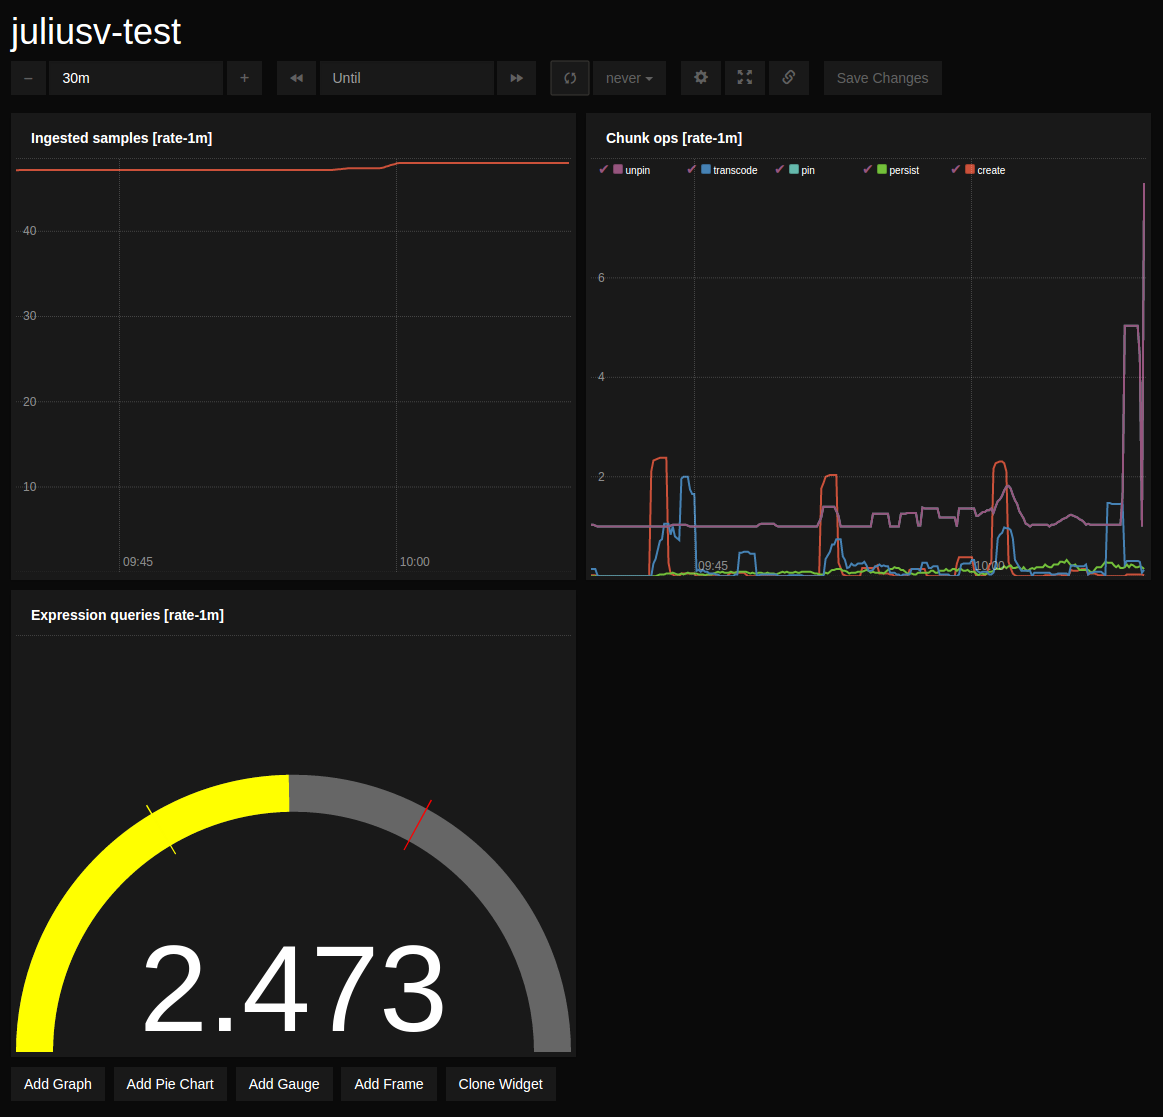 juliusv-test
– 30m + Until never Save Changes
Ingested samples [rate-1m]
40
30
20
10
09:45 10:00
Chunk ops [rate-1m]
✔ unpin ✔ transcode ✔ pin ✔ persist ✔ create
6
4
2
09:45 10:00
Expression queries [rate-1m]
2.473
Add Graph Add Pie Chart Add Gauge Add Frame Clone Widget